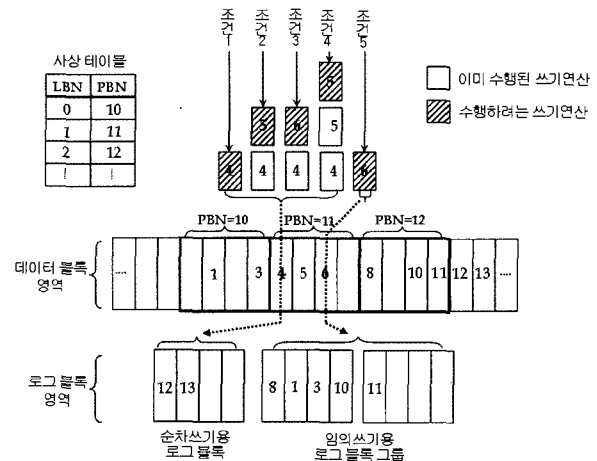 조건1 조건2 조건3 조건4 조건5
사상 테이블
LBN PBN
0 10
1 11
2 12
이미 수행된 쓰기연산
수행하려는 쓰기연산
5
5 6 5
4 4 4 4 6
PBN=10 PBN=11 PBN=12
데이터 블록
영역
.... 1 3 4 5 6 8 10 11 12 13 ....
로그 블록
영역
12 13 8 1 3 10 11
순차쓰기용
로그 블록
임의쓰기용
로그 블록 그룹